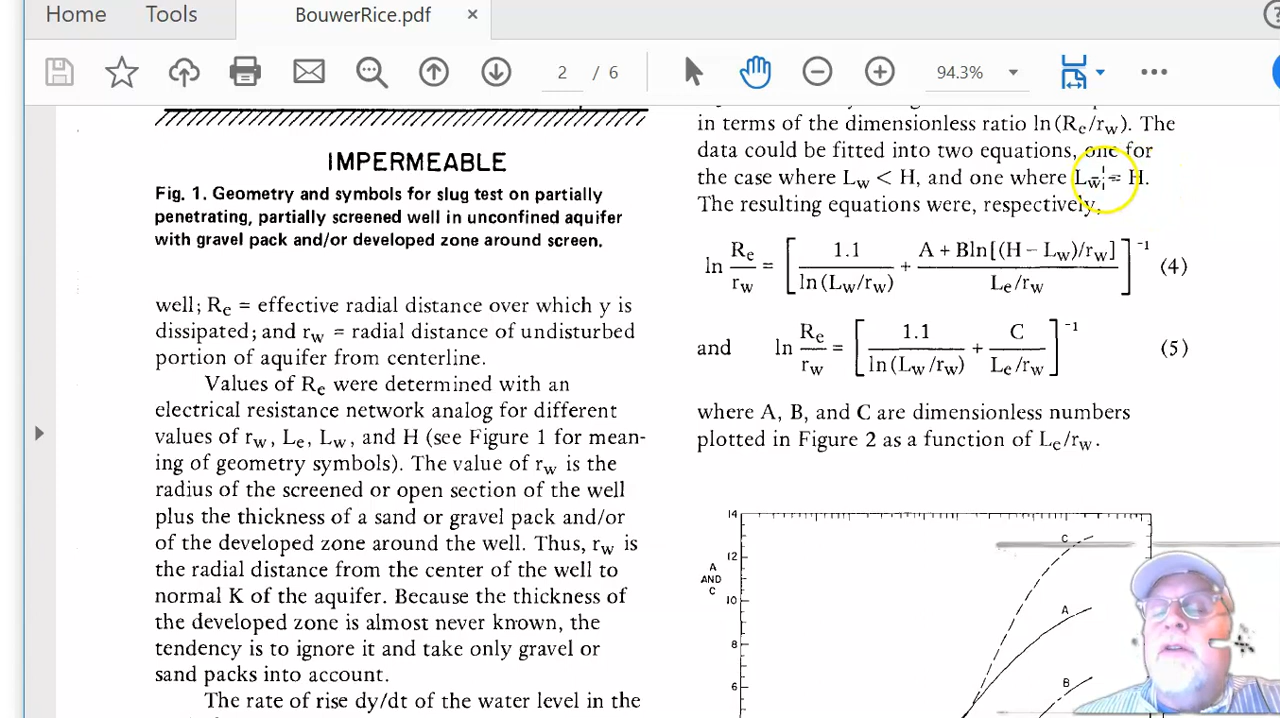 Home Tools BouwerRice.pdf ×
2 / 6 94.3%
IMPERMEABLE
Fig. 1. Geometry and symbols for slug test on partially
penetrating, partially screened well in unconfined aquifer
with gravel pack and/or developed zone around screen.
well; Re = effective radial distance over which y is
dissipated; and rw = radial distance of undisturbed
portion of aquifer from centerline.
Values of Re were determined with an
electrical resistance network analog for different
values of rw, Le, Lw, and H (see Figure 1 for mean-
ing of geometry symbols). The value of rw is the
radius of the screened or open section of the well
plus the thickness of a sand or gravel pack and/or
of the developed zone around the well. Thus, rw is
the radial distance from the center of the well to
normal K of the aquifer. Because the thickness of
the developed zone is almost never known, the
tendency is to ignore it and take only gravel or
sand packs into account.
The rate of rise dy/dt of the water level in the
in terms of the dimensionless ratio ln(Re/rw). The
data could be fitted into two equations, one for
the case where Lw < H, and one where Lw = H.
The resulting equations were, respectively,
ln Re/rw = [ 1.1/ln(Lw/rw) + A + Bln[(H − Lw)/rw]/Le/rw ]−1 (4)
and ln Re/rw = [ 1.1/ln(Lw/rw) + C/Le/rw ]−1 (5)
where A, B, and C are dimensionless numbers
plotted in Figure 2 as a function of Le/rw.
14
12
10
8
6
A
AND
C
C
A
B